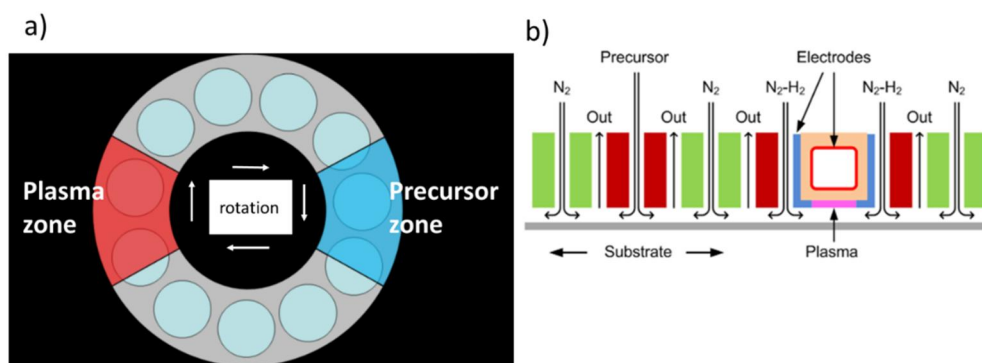 a)
Plasma
zone
rotation
Precursor
zone
b)
Precursor
Electrodes
N₂
N₂
N₂-H₂
N₂-H₂
N₂
Out
Out
Out
Out
Substrate
Plasma